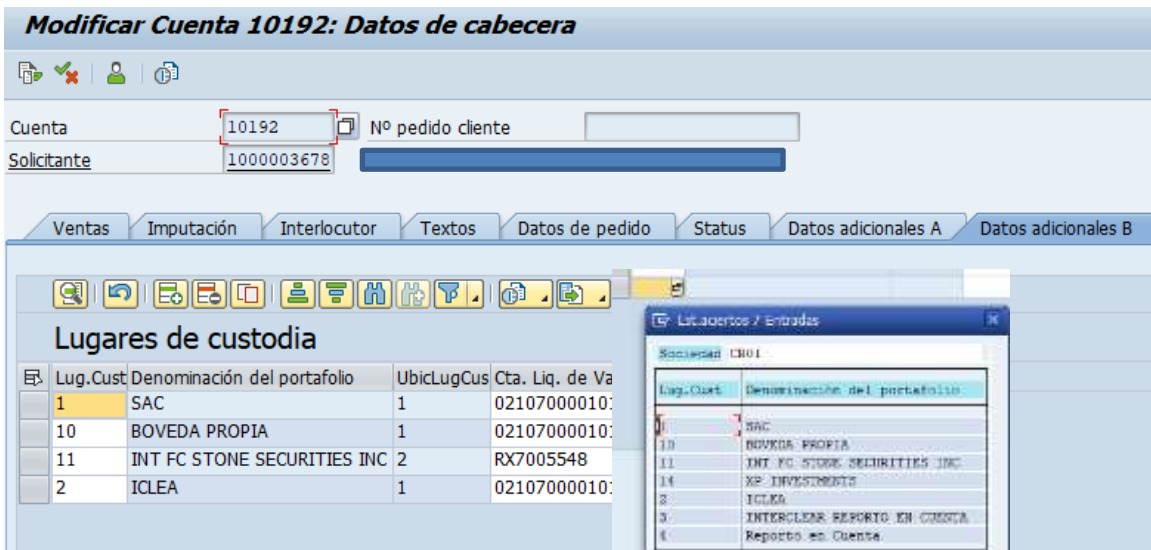 Modificar Cuenta 10192: Datos de cabecera
Cuenta 10192 Nº pedido cliente
Solicitante 1000003678
Ventas Imputación Interlocutor Textos Datos de pedido Status Datos adicionales A Datos adicionales B
Lugares de custodia
Lug.Cust Denominación del portafolio UbicLugCus Cta. Liq. de Va
1 SAC 1 02107000010
10 BOVEDA PROPIA 1 02107000010
11 INT FC STONE SECURITIES INC 2 RX7005548
2 ICLEA 1 02107000010
Entradas
Sociedad CR01
Lug.Cust Denominación del portafolio
1 SAC
10 BOVEDA PROPIA
11 INT FC STONE SECURITIES INC
14 XP INVESTMENTS
2 ICLEA
3 INTERCLEAR REPORTO EN CUENTA
4 Reporto en Cuenta